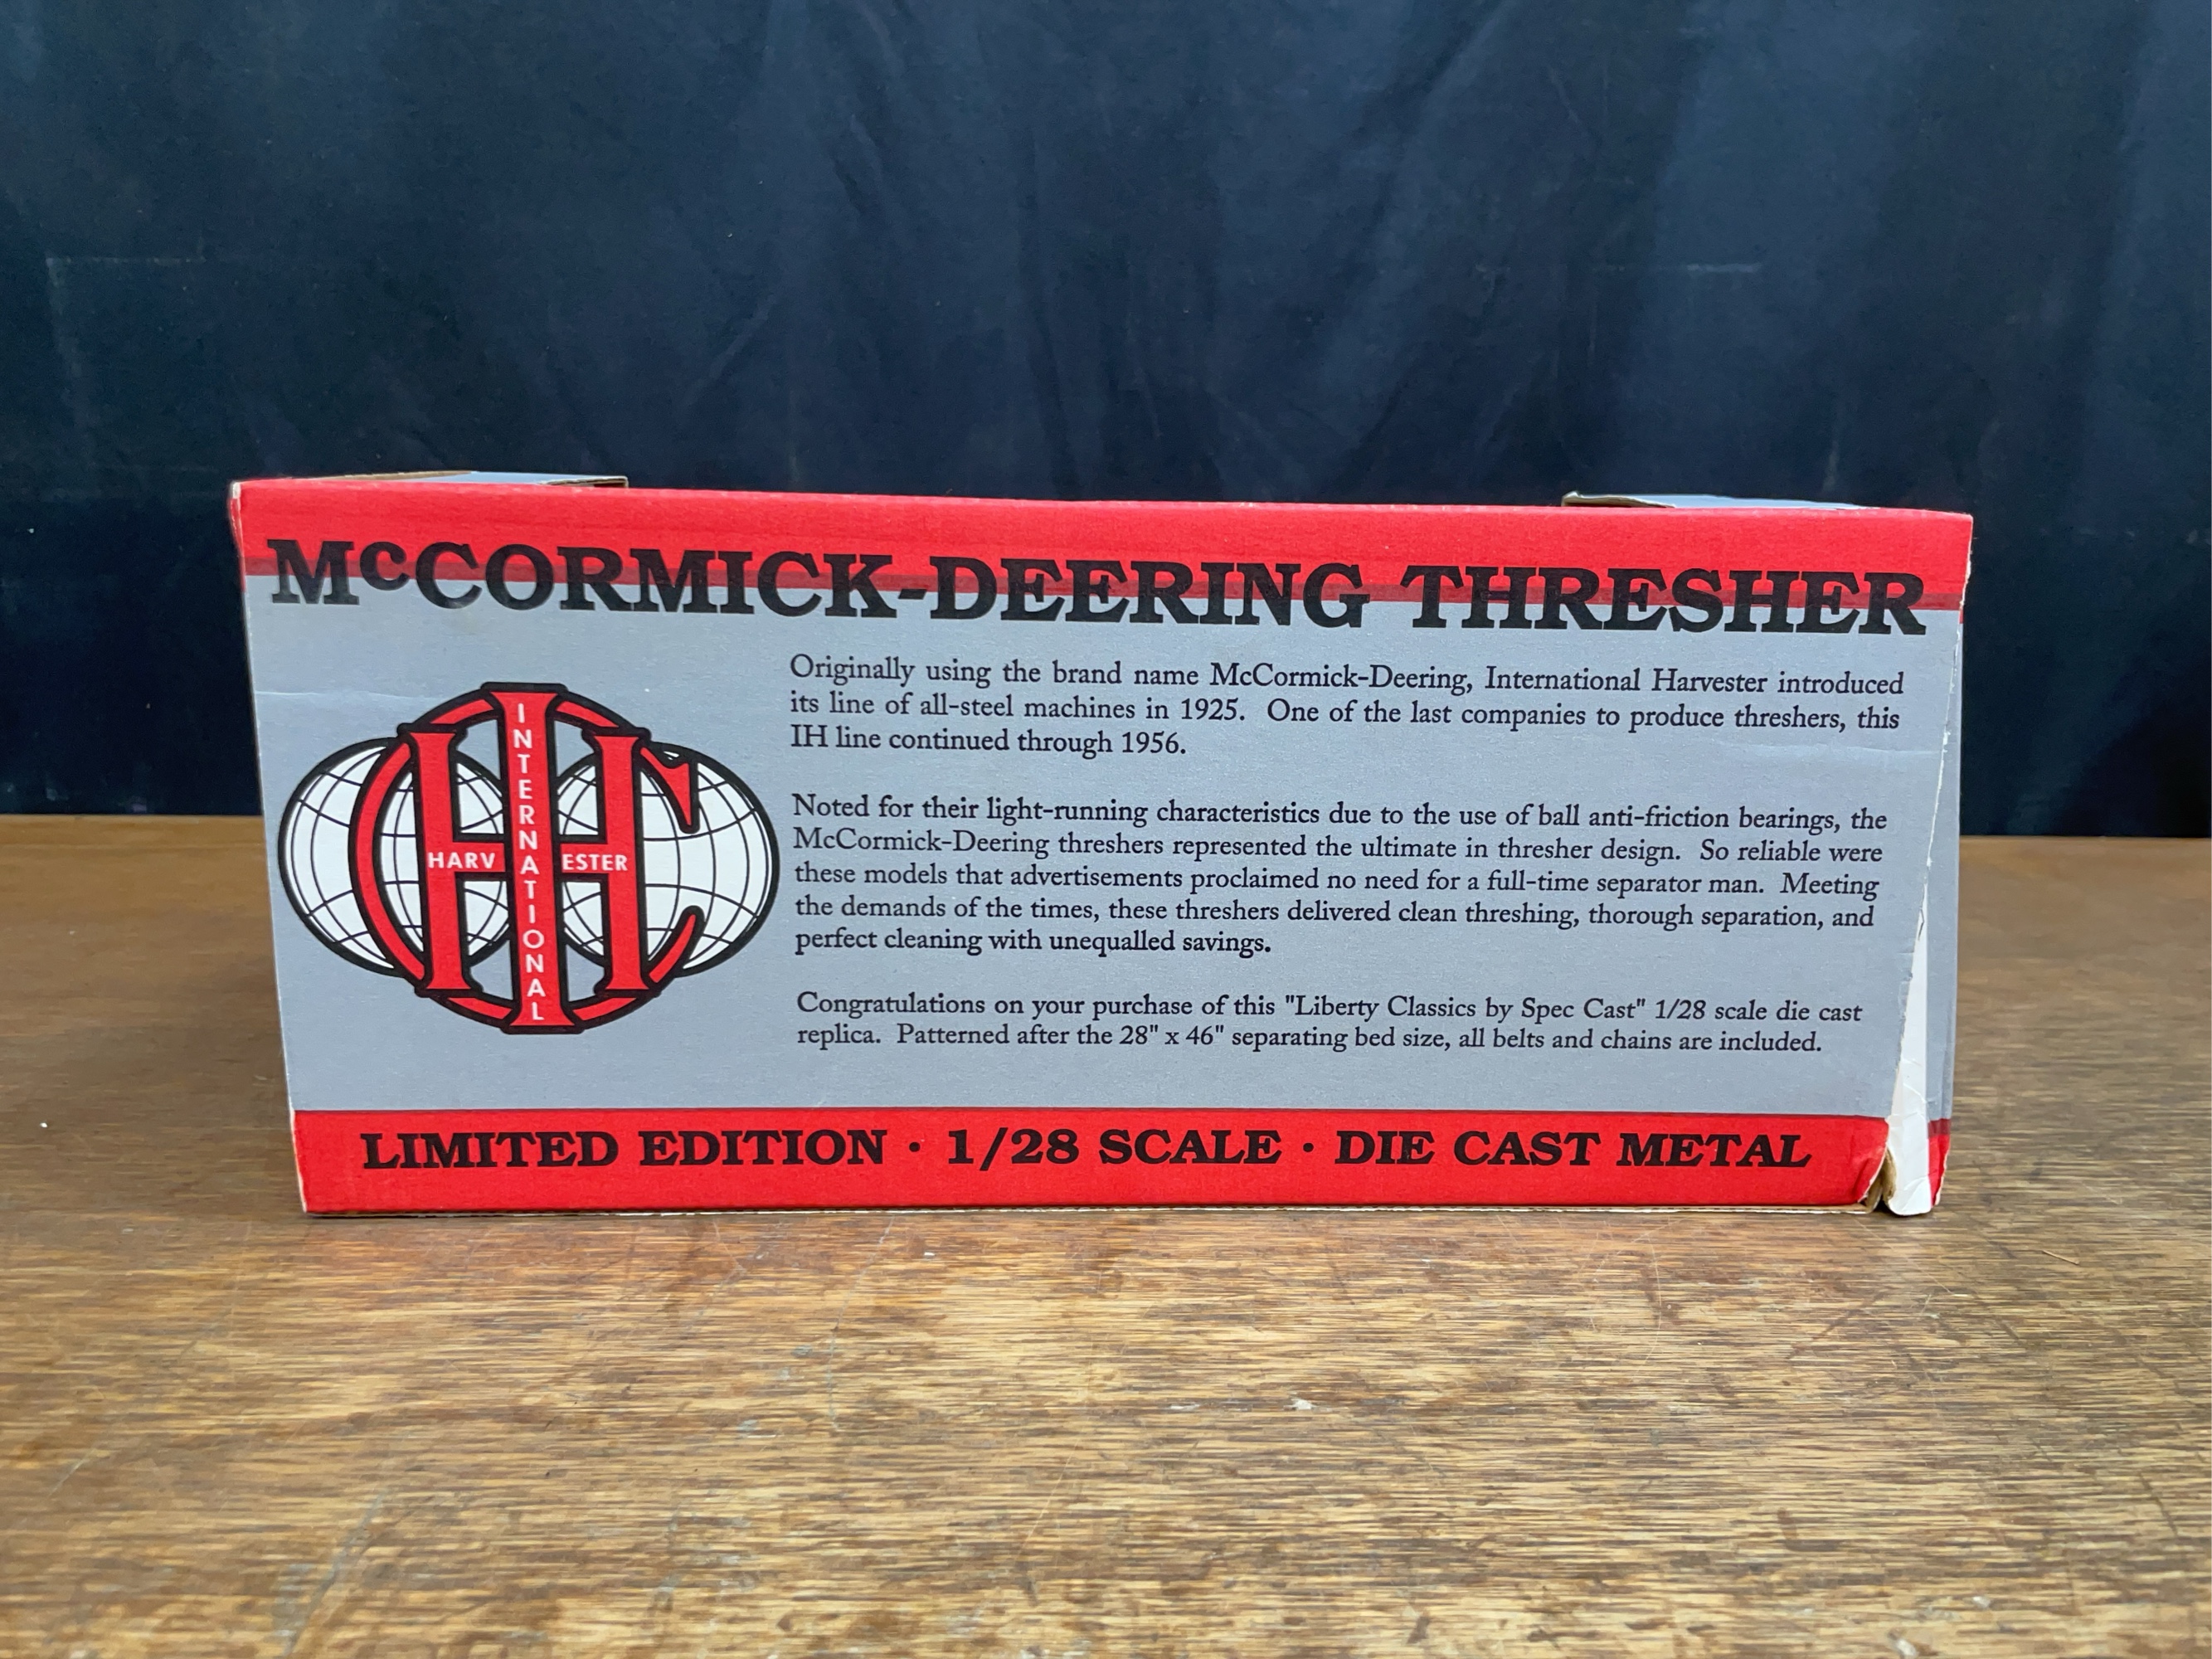 McCORMICK-DEERING THRESHER
INTERNATIONAL
HARVESTER
Originally using the brand name McCormick-Deering, International Harvester introduced
its line of all-steel machines in 1925. One of the last companies to produce threshers, this
IH line continued through 1956.
Noted for their light-running characteristics due to the use of ball anti-friction bearings, the
McCormick-Deering threshers represented the ultimate in thresher design. So reliable were
these models that advertisements proclaimed no need for a full-time separator man. Meeting
the demands of the times, these threshers delivered clean threshing, thorough separation, and
perfect cleaning with unequalled savings.
Congratulations on your purchase of this "Liberty Classics by Spec Cast" 1/28 scale die cast
replica. Patterned after the 28" x 46" separating bed size, all belts and chains are included.
LIMITED EDITION · 1/28 SCALE · DIE CAST METAL